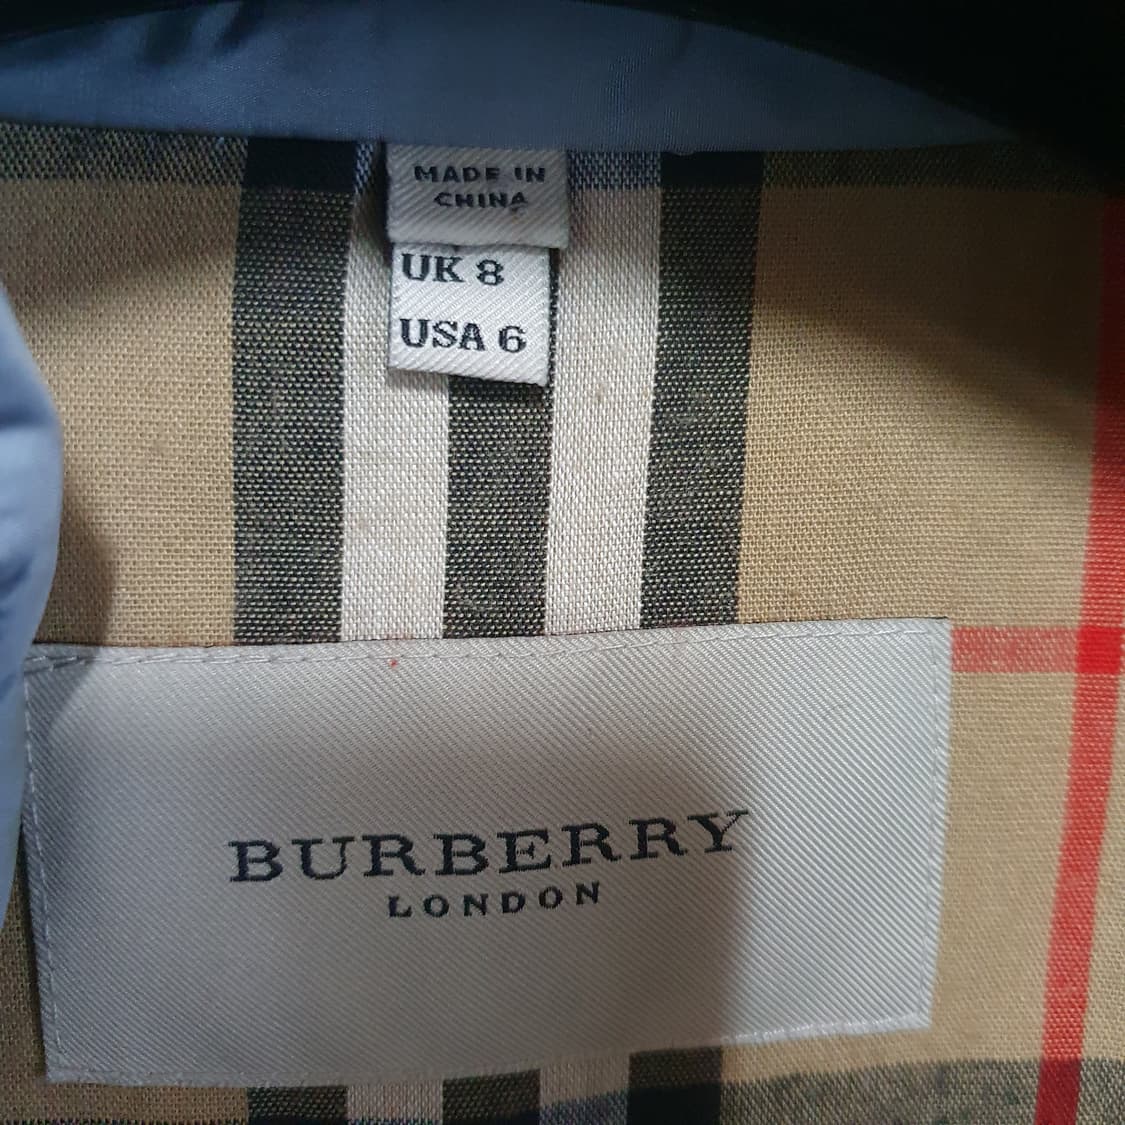 MADE IN
CHINA
UK 8
USA 6
BURBERRY
LONDON